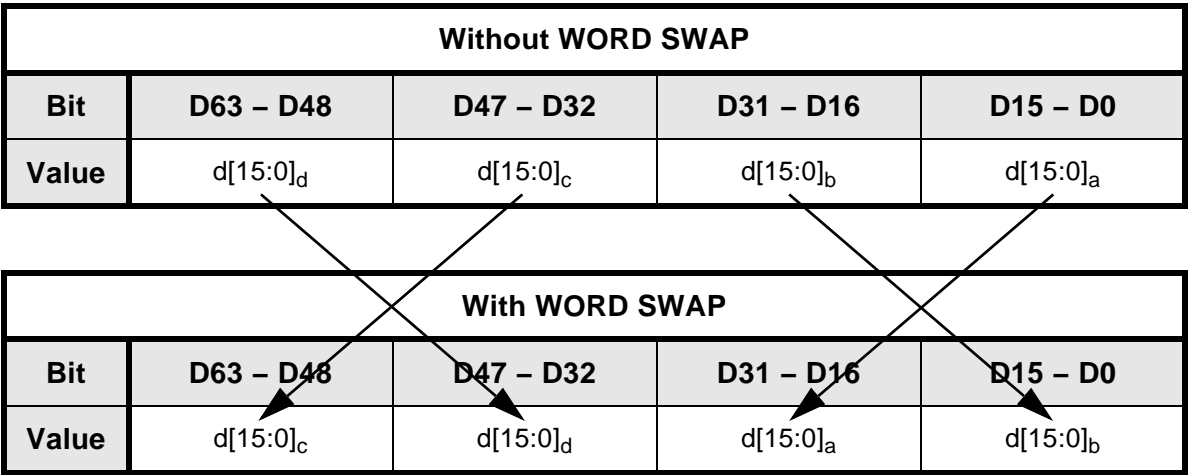 Without WORD SWAP
Bit D63 – D48 D47 – D32 D31 – D16 D15 – D0
Value d[15:0]d d[15:0]c d[15:0]b d[15:0]a
With WORD SWAP
Bit D63 – D48 D47 – D32 D31 – D16 D15 – D0
Value d[15:0]c d[15:0]d d[15:0]a d[15:0]b